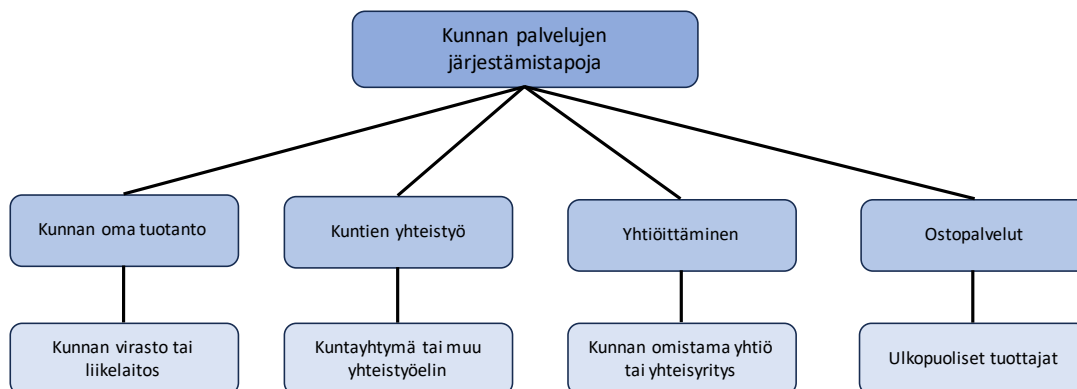 Kunnan palvelujen
järjestämistapoja
Kunnan oma tuotanto
Kuntien yhteistyö
Yhtiöittäminen
Ostopalvelut
Kunnan virasto tai
liikelaitos
Kuntayhtymä tai muu
yhteistyöelin
Kunnan omistama yhtiö
tai yhteisyritys
Ulkopuoliset tuottajat